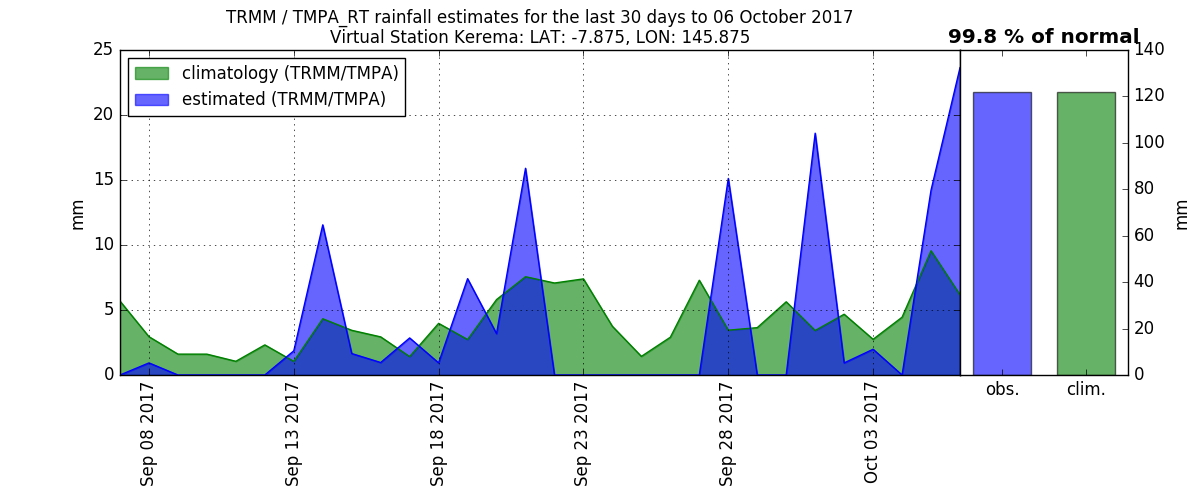 TRMM / TMPA_RT rainfall estimates for the last 30 days to 06 October 2017
Virtual Station Kerema: LAT: -7.875, LON: 145.875
99.8 % of normal
climatology (TRMM/TMPA)
estimated (TRMM/TMPA)
25
20
15
10
5
0
mm
Sep 08 2017
Sep 13 2017
Sep 18 2017
Sep 23 2017
Sep 28 2017
Oct 03 2017
140
120
100
80
60
40
20
0
mm
obs.
clim.